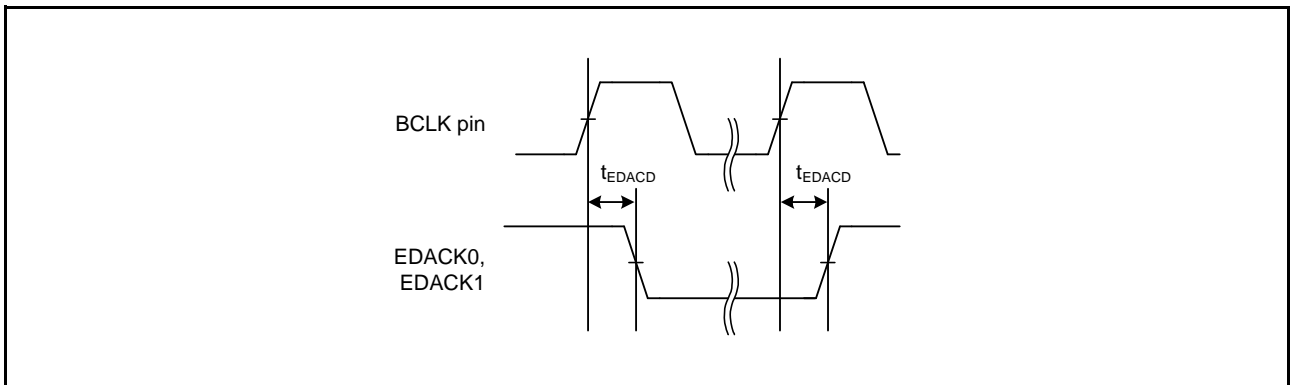 BCLK pin
tEDACD
tEDACD
EDACK0,
EDACK1